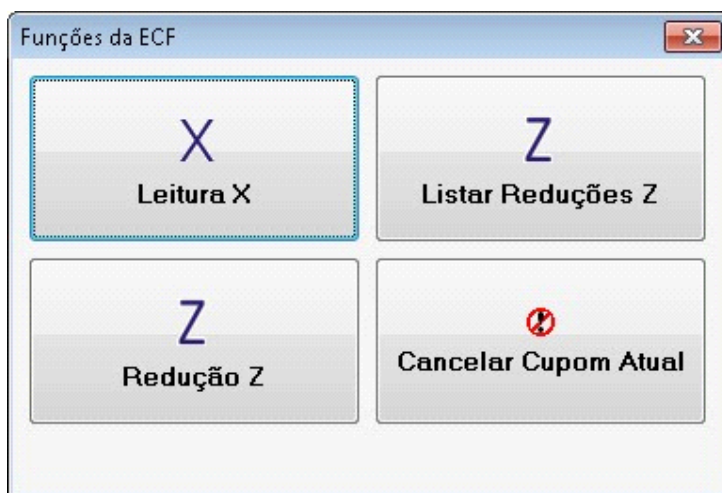 Funções da ECF
X
Leitura X
Z
Listar Reduções Z
Z
Redução Z
Cancelar Cupom Atual